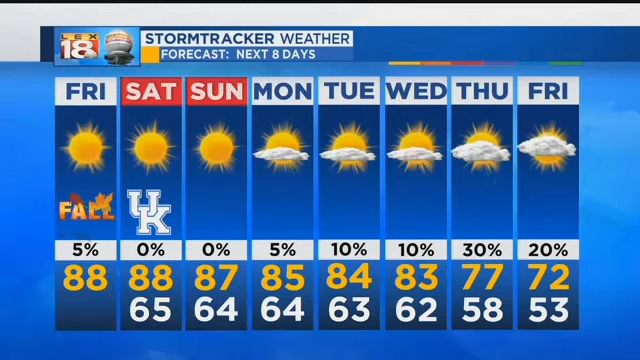 LEX
18
STORMTRACKER WEATHER
FORECAST: NEXT 8 DAYS
FRI SAT SUN MON TUE WED THU FRI
FALL UK
5% 0% 0% 5% 10% 10% 30% 20%
88 88 87 85 84 83 77 72
65 64 64 63 62 58 53